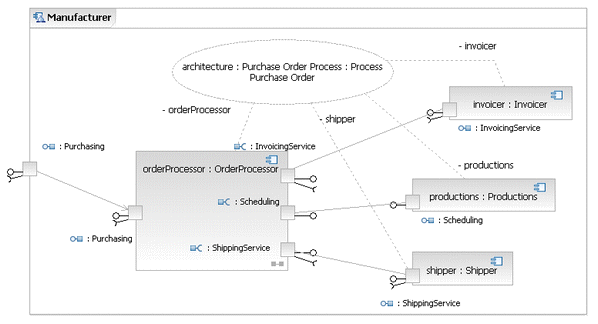 Manufacturer
- invoicer
architecture : Purchase Order Process : Process
Purchase Order
invoicer : Invoicer
- orderProcessor
- shipper
: InvoicingService
: Purchasing
: InvoicingService
orderProcessor : OrderProcessor
- productions
: Scheduling
productions : Productions
: Scheduling
: Purchasing
: ShippingService
shipper : Shipper
: ShippingService